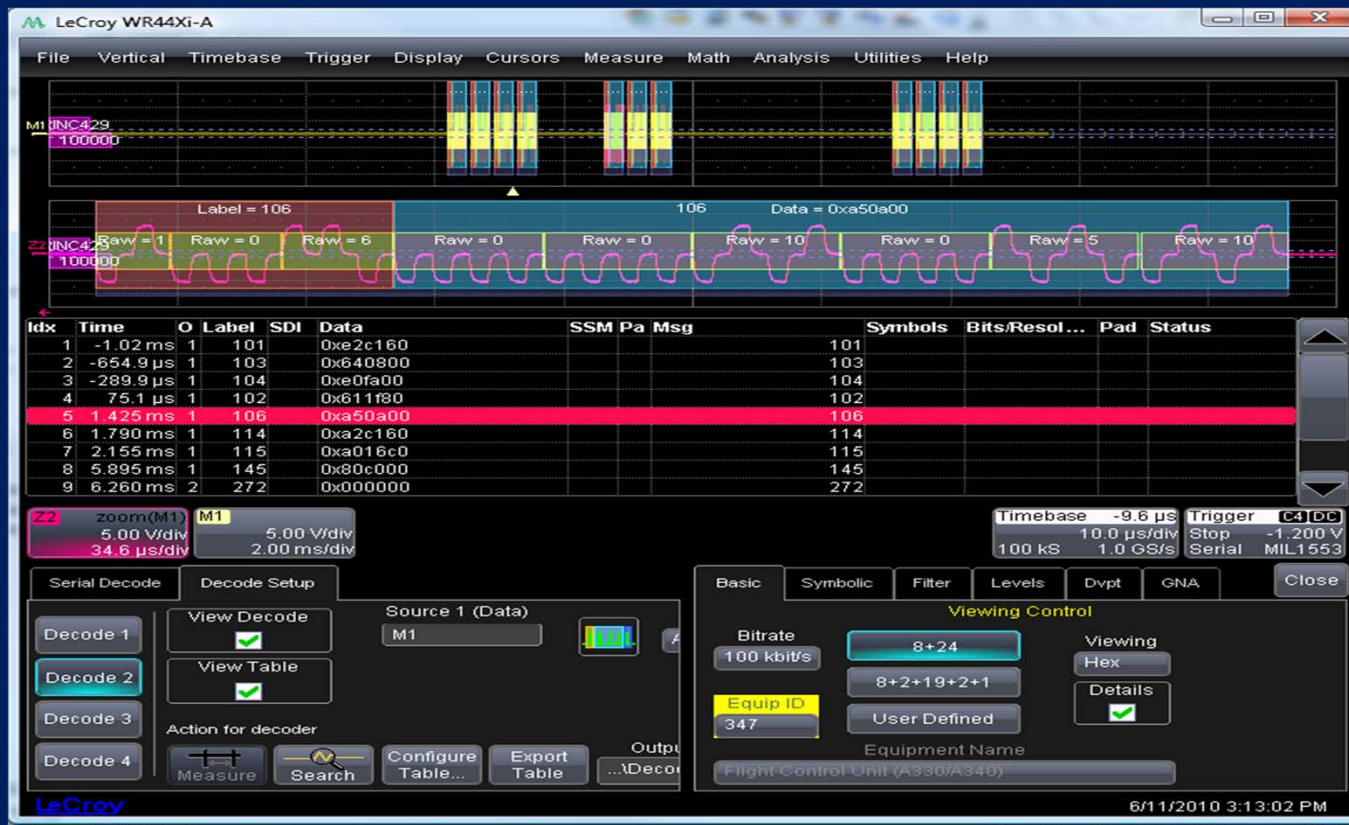 LeCroy WR44Xi-A
File Vertical Timebase Trigger Display Cursors Measure Math Analysis Utilities Help
M1 RINC429
100000
Label = 106 106 Data = 0xa50a00
Z2 RINC429 Raw = 1 Raw = 0 Raw = 6 Raw = 0 Raw = 0 Raw = 10 Raw = 0 Raw = 5 Raw = 10
100000
Idx Time O Label SDI Data SSM Pa Msg Symbols Bits/Resol... Pad Status
1 -1.02 ms 1 101 0xe2c160 101
2 -654.9 µs 1 103 0x640800 103
3 -289.9 µs 1 104 0xe0fa00 104
4 75.1 µs 1 102 0x611f80 102
5 1.425 ms 1 106 0xa50a00 106
6 1.790 ms 1 114 0xa2c160 114
7 2.155 ms 1 115 0xa016c0 115
8 5.895 ms 1 145 0x80c000 145
9 6.260 ms 2 272 0x000000 272
Z2 zoom(M1) M1 Timebase -9.6 µs Trigger C4 DC
5.00 V/div 5.00 V/div 10.0 µs/div Stop -1.200 V
34.6 µs/div 2.00 ms/div 100 kS 1.0 GS/s Serial MIL1553
Serial Decode Decode Setup Basic Symbolic Filter Levels Dvpt GNA Close
View Decode Source 1 (Data) Viewing Control
Decode 1 M1 Bitrate 8+24 Viewing
View Table 100 kbit/s Hex
Decode 2 8+2+19+2+1 Details
Equip ID
Decode 3 Action for decoder 347 User Defined
Decode 4 Measure Search Configure Table... Export Table Outpu ...\Deco Equipment Name
Flight Control Unit (A330/A340)
LeCroy 6/11/2010 3:13:02 PM